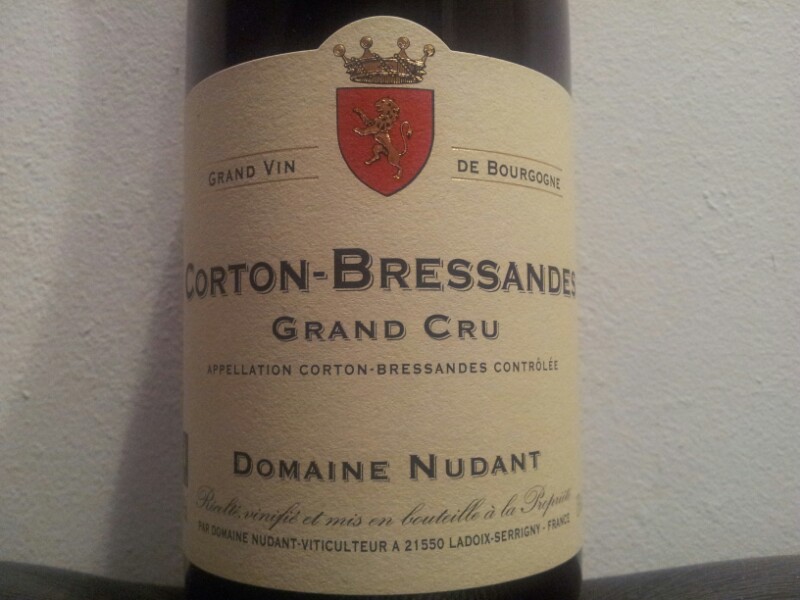 GRAND VIN DE BOURGOGNE
CORTON-BRESSANDES
GRAND CRU
APPELLATION CORTON-BRESSANDES CONTRÔLÉE
DOMAINE NUDANT
Récolté, vinifié et mis en bouteille à la Propriété
PAR DOMAINE NUDANT-VITICULTEUR A 21550 LADOIX-SERRIGNY - FRANCE